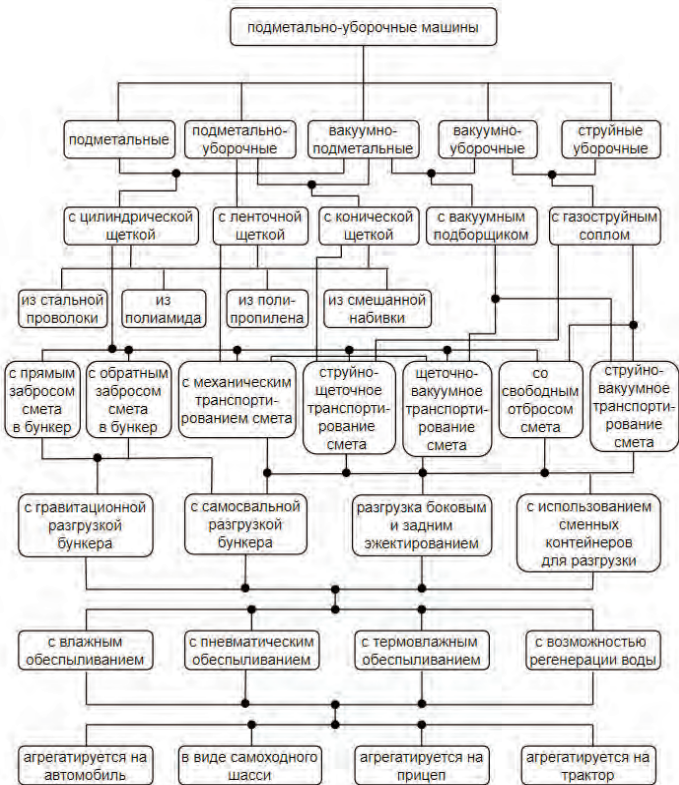 подметально-уборочные машины
подметальные
подметально-
уборочные
вакуумно-
подметальные
вакуумно-
уборочные
струйные
уборочные
с цилиндрической
щеткой
с ленточной
щеткой
с конической
щеткой
с вакуумным
подборщиком
с газоструйным
соплом
из стальной
проволоки
из
полиамида
из поли-
пропилена
из смешанной
набивки
с прямым
забросом
смета
в бункер
с обратным
забросом
смета
в бункер
с механическим
транспорти-
рованием смета
струйно-
щеточное
транспорти-
рование
смета
щеточно-
вакуумное
транспорти-
рование
смета
со
свободным
отбросом
смета
струйно-
вакуумное
транспорти-
рование
смета
с гравитационной
разгрузкой
бункера
с самосвальной
разгрузкой
бункера
разгрузка боковым
и задним
эжектированием
с использованием
сменных
контейнеров
для разгрузки
с влажным
обеспыливанием
с пневматическим
обеспыливанием
с термовлажным
обеспыливанием
с возможностью
регенерации воды
агрегатируется на
автомобиль
в виде самоходного
шасси
агрегатируется на
прицеп
агрегатируется на
трактор